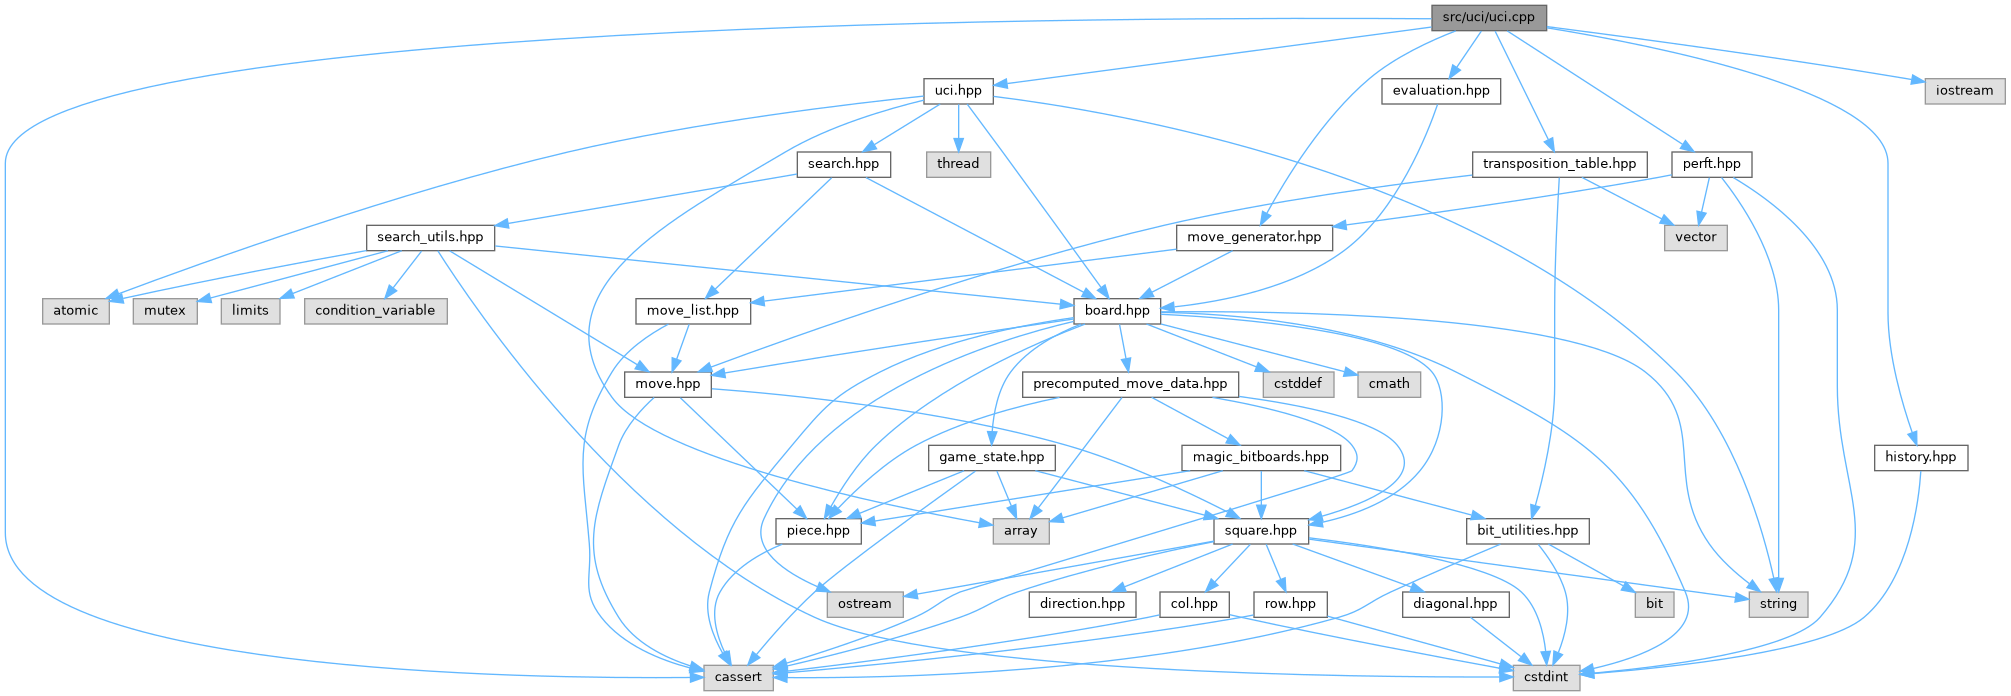 src/uci/uci.cpp
uci.hpp
evaluation.hpp
iostream
search.hpp
thread
transposition_table.hpp
perft.hpp
search_utils.hpp
move_generator.hpp
vector
atomic
mutex
limits
condition_variable
move_list.hpp
board.hpp
move.hpp
precomputed_move_data.hpp
cstddef
cmath
game_state.hpp
magic_bitboards.hpp
history.hpp
piece.hpp
array
square.hpp
bit_utilities.hpp
ostream
direction.hpp
col.hpp
row.hpp
diagonal.hpp
bit
string
cassert
cstdint